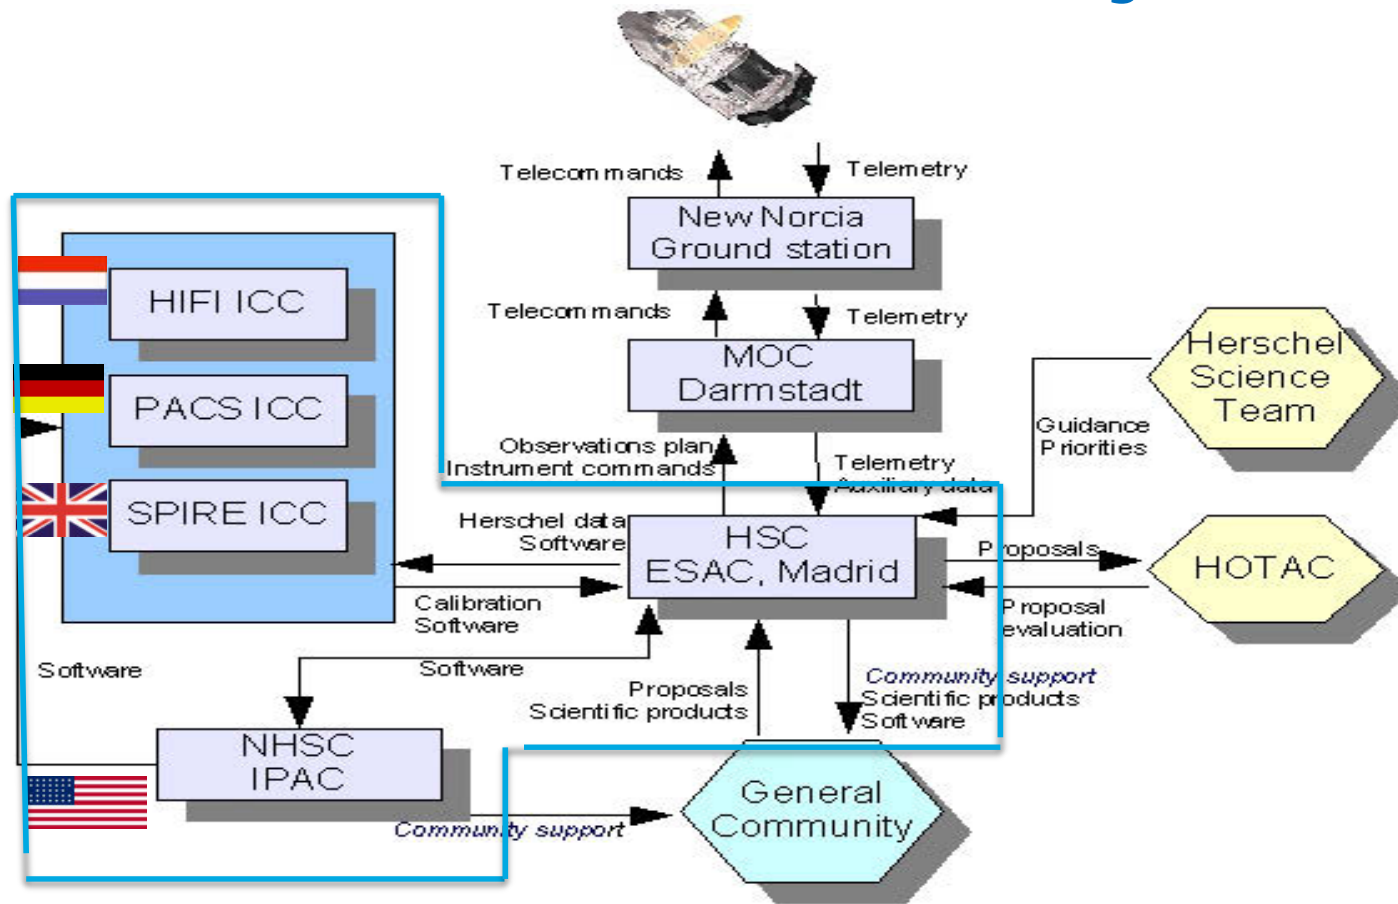 Telecommands
Telemetry
New Norcia
Ground station
Telecommands
Telemetry
HIFI ICC
MOC
Darmstadt
Herschel
Science
Team
PACS ICC
Guidance
Priorities
Observations plan
Instrument commands
Telemetry
Auxiliary data
SPIRE ICC
Herschel data
Software
HSC
ESAC, Madrid
Proposals
HOTAC
Calibration
Software
Proposal
evaluation
Software
Software
Proposals
Scientific products
Community support
Scientific products
Software
NHSC
IPAC
General
Community
Community support